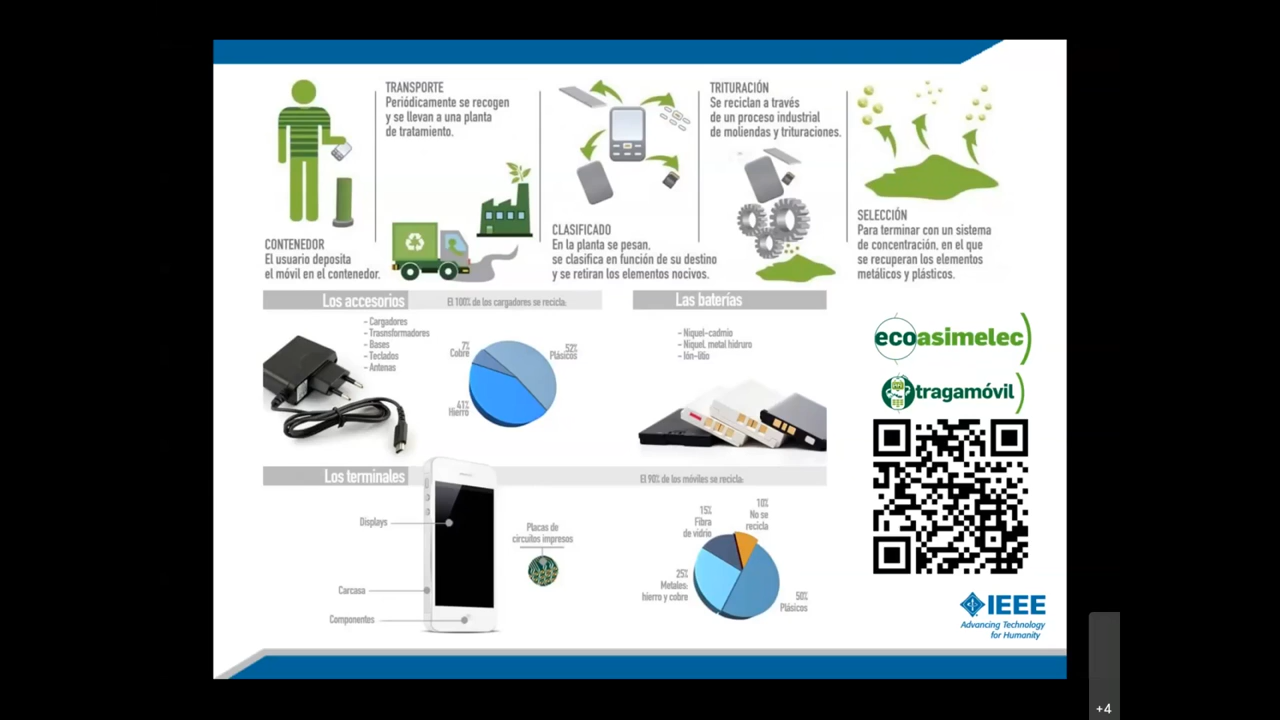 TRANSPORTE
Periódicamente se recogen
y se llevan a una planta
de tratamiento.
TRITURACIÓN
Se reciclan a través
de un proceso industrial
de moliendas y trituraciones.
CONTENEDOR
El usuario deposita
el móvil en el contenedor.
CLASIFICADO
En la planta se pesan,
se clasifica en función de su destino
y se retiran los elementos nocivos.
SELECCIÓN
Para terminar con un sistema
de concentración, en el que
se recuperan los elementos
metálicos y plásticos.
Los accesorios
El 100% de los cargadores se recicla:
- Cargadores
- Trasnsformadores
- Bases
- Teclados
- Antenas
7%
Cobre
52%
Plásicos
41%
Hierro
Las baterías
- Niquel-cadmio
- Niquel, metal hidruro
- Ión-litio
ecoasimelec)
tragamóvil)
Los terminales
El 90% de los móviles se recicla:
Displays
Carcasa
Componentes
Placas de
circuitos impresos
10%
No se
recicla
15%
Fibra
de vidrio
25%
Metales:
hierro y cobre
50%
Plásicos
IEEE
Advancing Technology
for Humanity
+4